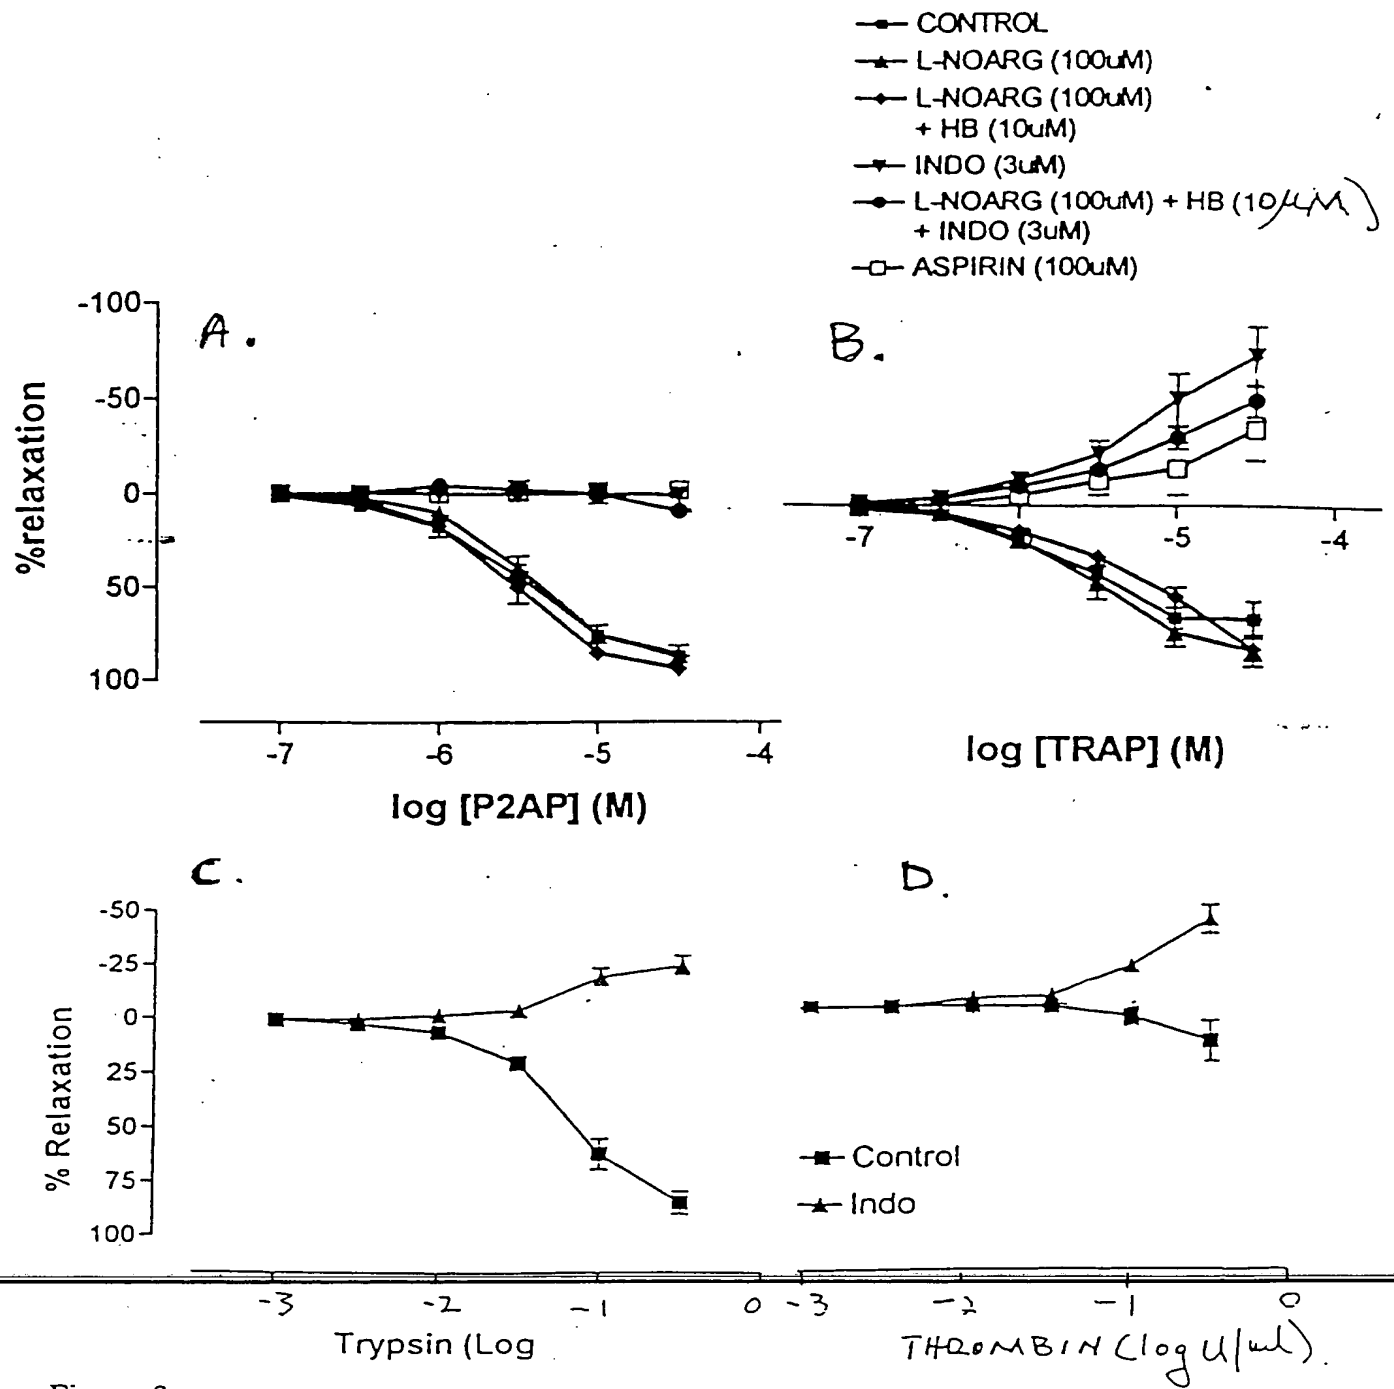 CONTROL
L-NOARG (100uM)
L-NOARG (100uM)
+ HB (10uM)
INDO (3uM)
L-NOARG (100uM) + HB (10μM)
+ INDO (3uM)
ASPIRIN (100uM)
A.
B.
%relaxation
-100
-50
0
50
100
-7
-6
-5
-4
log [P2AP] (M)
-7
-5
-4
log [TRAP] (M)
C.
D.
% Relaxation
-50
-25
0
25
50
75
100
Control
Indo
-3
-2
-1
0
Trypsin (Log
-3
-2
-1
0
THROMBIN (log U/ml).